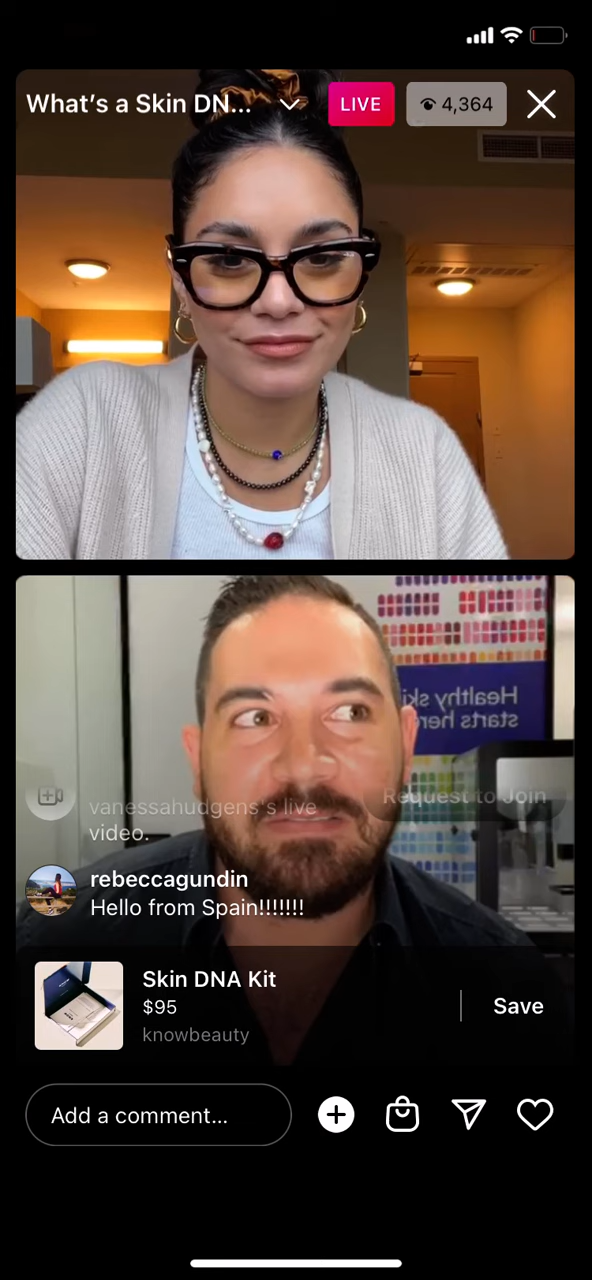 What's a Skin DN...
LIVE
4,364
Healthy ski
starts here
vanessahudgens's live
video.
Request to Join
rebeccagundin
Hello from Spain!!!!!!!
Skin DNA Kit
$95
knowbeauty
Save
Add a comment...